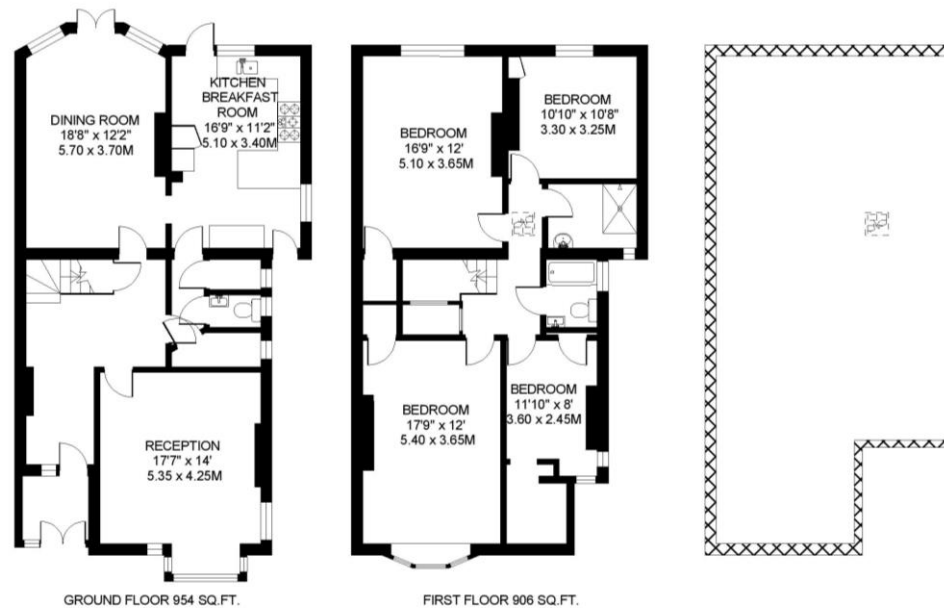 DINING ROOM
18'8" x 12'2"
5.70 x 3.70M
KITCHEN
BREAKFAST
ROOM
16'9" x 11'2"
5.10 x 3.40M
RECEPTION
17'7" x 14'
5.35 x 4.25M
GROUND FLOOR 954 SQ.FT.
BEDROOM
16'9" x 12'
5.10 x 3.65M
BEDROOM
10'10" x 10'8"
3.30 x 3.25M
BEDROOM
17'9" x 12'
5.40 x 3.65M
BEDROOM
11'10" x 8'
3.60 x 2.45M
FIRST FLOOR 906 SQ.FT.